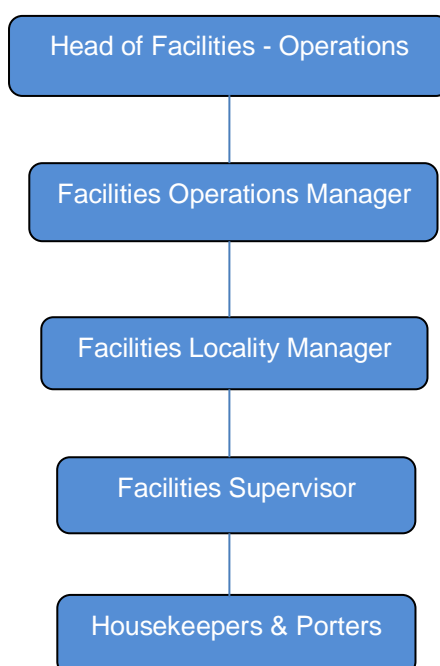 Head of Facilities - Operations
Facilities Operations Manager
Facilities Locality Manager
Facilities Supervisor
Housekeepers & Porters